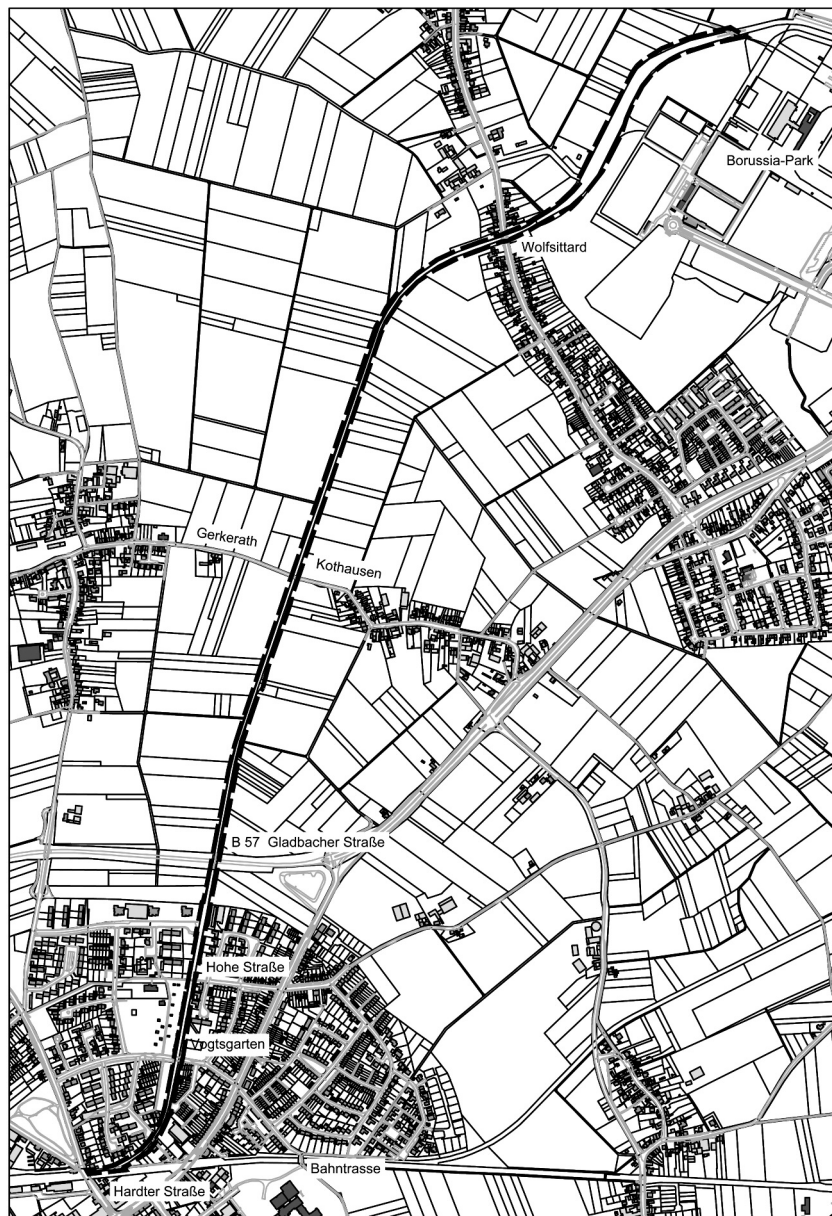 Borussia-Park
Wolfsittard
Gerkerath
Kothausen
B 57 Gladbacher Straße
Hohe Straße
Vogtsgarten
Bahntrasse
Hardter Straße